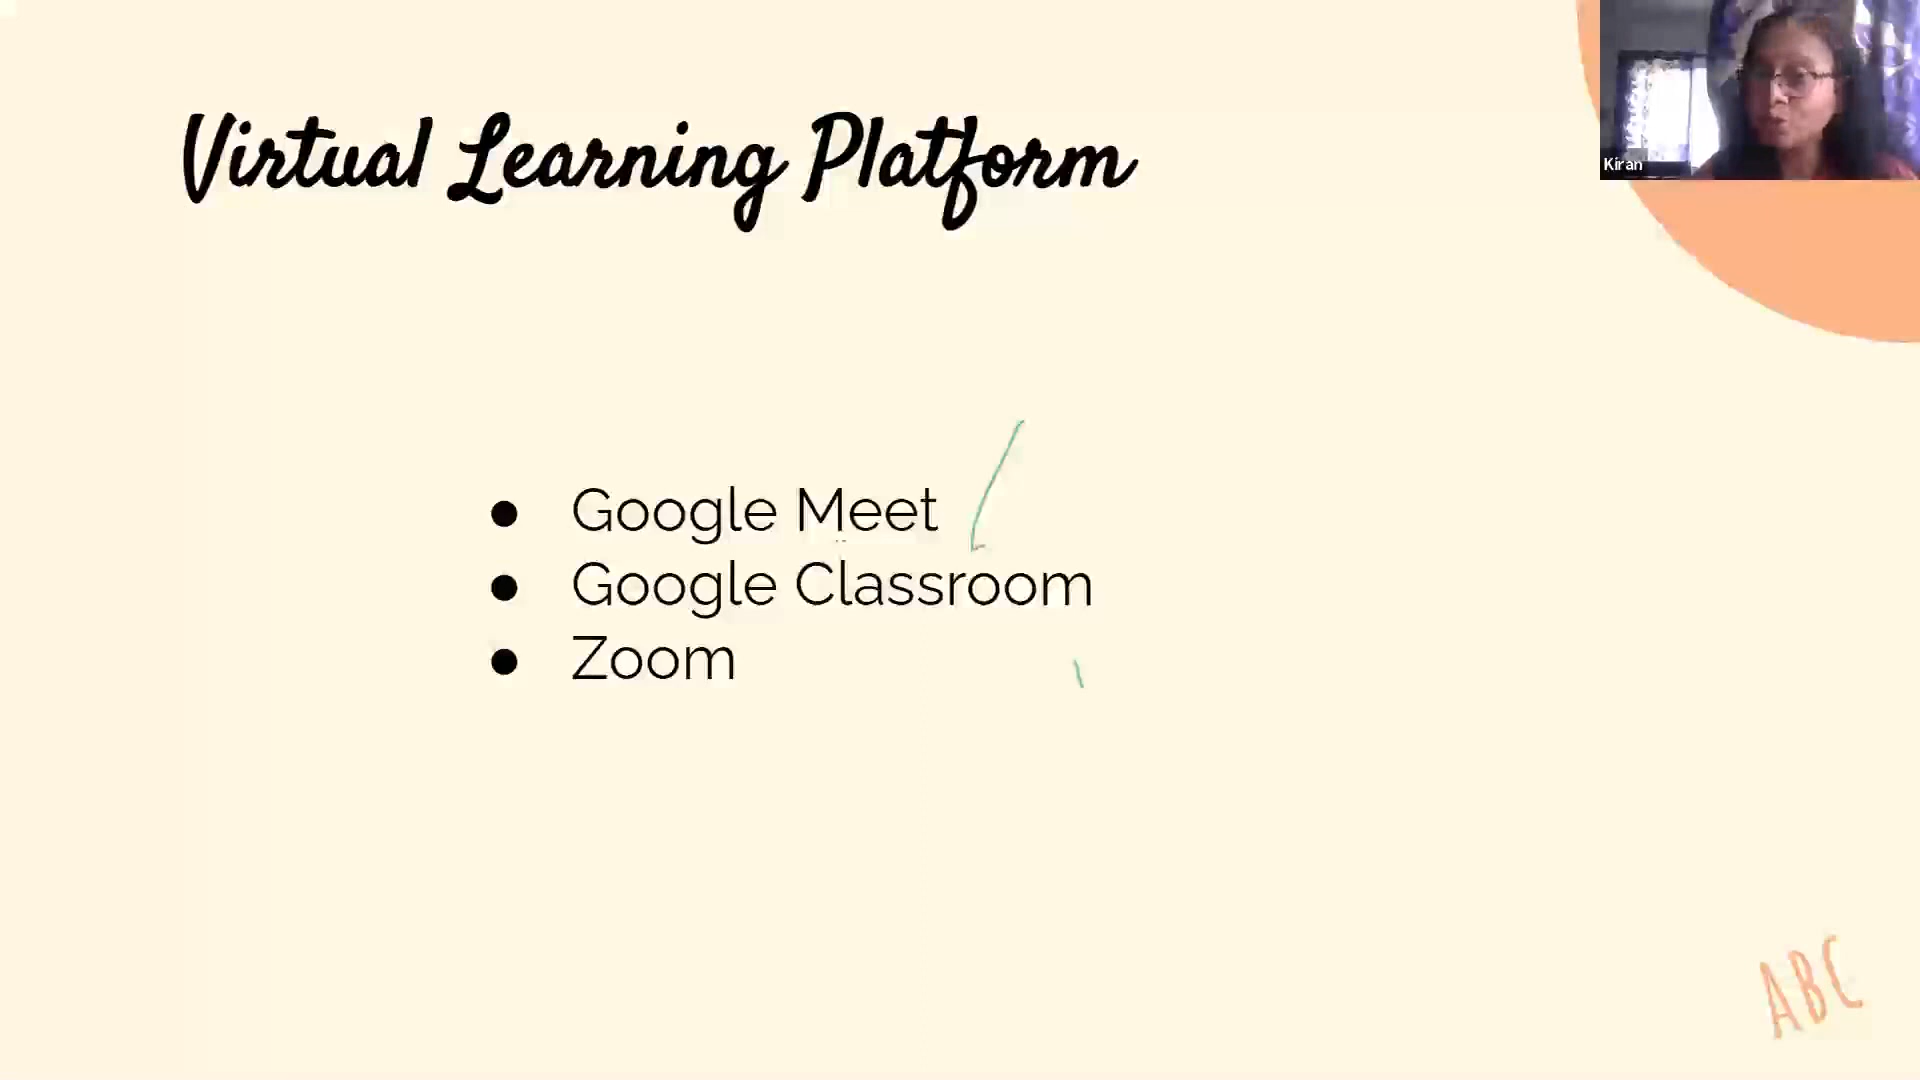 Kiran
Virtual Learning Platform
● Google Meet
● Google Classroom
● Zoom
ABC